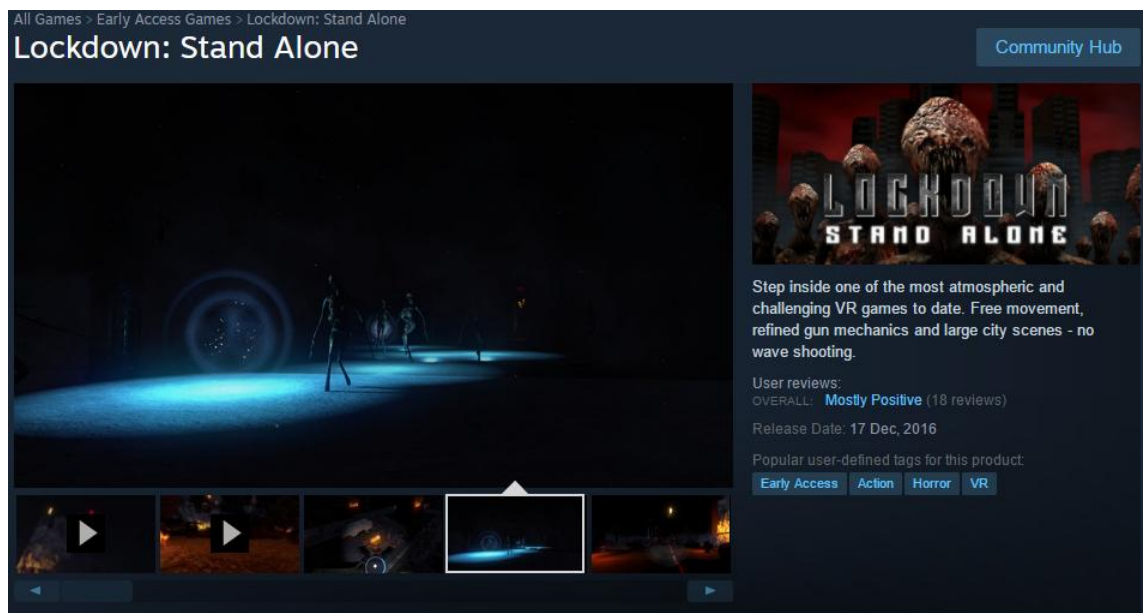 All Games > Early Access Games > Lockdown: Stand Alone
Lockdown: Stand Alone
Community Hub
LOCKDOWN
STAND ALONE
Step inside one of the most atmospheric and
challenging VR games to date. Free movement,
refined gun mechanics and large city scenes - no
wave shooting.
User reviews:
OVERALL: Mostly Positive (18 reviews)
Release Date: 17 Dec, 2016
Popular user-defined tags for this product:
Early Access Action Horror VR